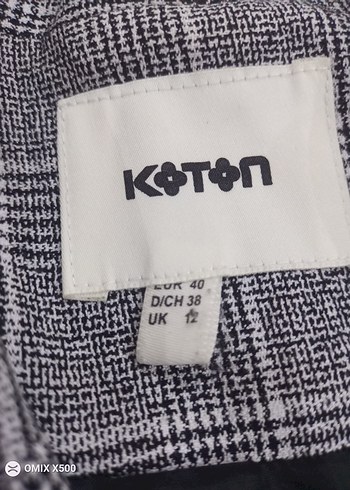 KOTON
EUR 40
D/CH 38
UK 12
OMIX X500